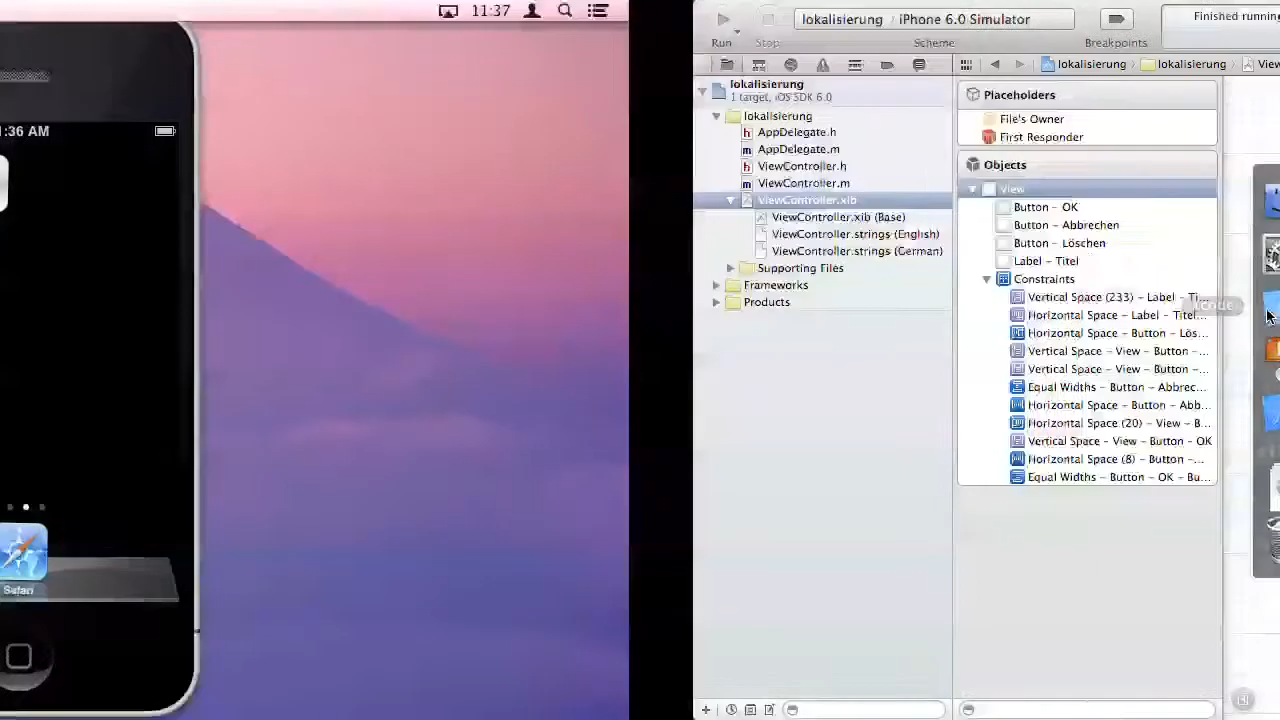 11:37
1:36 AM
Safari
lokalisierung › iPhone 6.0 Simulator
Finished running
Run
Stop
Scheme
Breakpoints
lokalisierung
lokalisierung
View
lokalisierung
1 target, iOS SDK 6.0
lokalisierung
AppDelegate.h
AppDelegate.m
ViewController.h
ViewController.m
ViewController.xib
ViewController.xib (Base)
ViewController.strings (English)
ViewController.strings (German)
Supporting Files
Frameworks
Products
Placeholders
File's Owner
First Responder
Objects
View
Button – OK
Button – Abbrechen
Button – Löschen
Label – Titel
Constraints
Vertical Space (233) – Label – Ti...
Horizontal Space – Label – Titel...
Horizontal Space – Button – Lös...
Vertical Space – View – Button –...
Vertical Space – View – Button –...
Equal Widths – Button – Abbrec...
Horizontal Space – Button – Abb...
Horizontal Space (20) – View – B...
Vertical Space – View – Button – OK
Horizontal Space (8) – Button –...
Equal Widths – Button – OK – Bu...